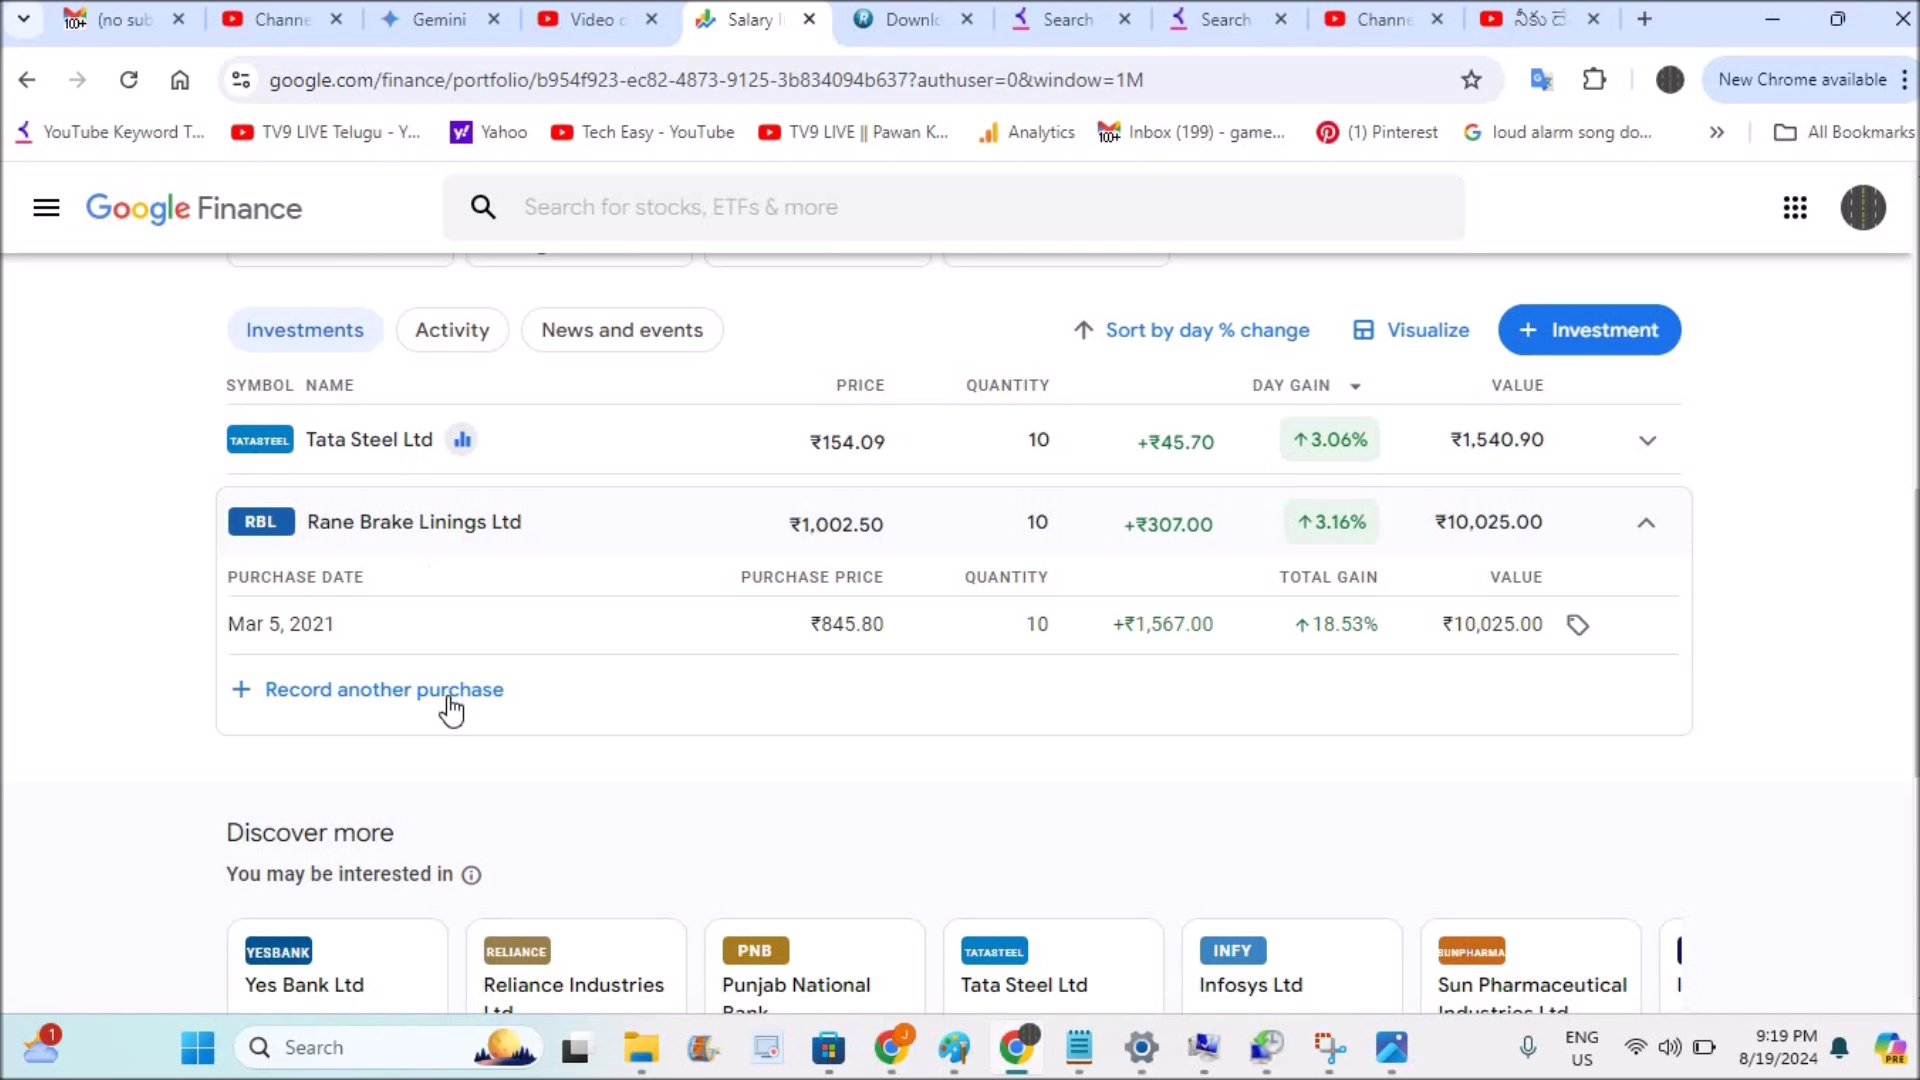 (no sub
Channe
Gemini
Video c
Salary I
Downlo
Search
Search
Channe
నీకు దె
google.com/finance/portfolio/b954f923-ec82-4873-9125-3b834094b637?authuser=0&window=1M
New Chrome available
YouTube Keyword T...
TV9 LIVE Telugu - Y...
Yahoo
Tech Easy - YouTube
TV9 LIVE || Pawan K...
Analytics
Inbox (199) - game...
(1) Pinterest
loud alarm song do...
All Bookmarks
Google Finance
Search for stocks, ETFs & more
Investments Activity News and events
Sort by day % change Visualize + Investment
SYMBOL NAME PRICE QUANTITY DAY GAIN VALUE
TATASTEEL Tata Steel Ltd ₹154.09 10 +₹45.70 ↑3.06% ₹1,540.90
RBL Rane Brake Linings Ltd ₹1,002.50 10 +₹307.00 ↑3.16% ₹10,025.00
PURCHASE DATE PURCHASE PRICE QUANTITY TOTAL GAIN VALUE
Mar 5, 2021 ₹845.80 10 +₹1,567.00 ↑18.53% ₹10,025.00
+ Record another purchase
Discover more
You may be interested in
YESBANK RELIANCE PNB TATASTEEL INFY SUNPHARMA
Yes Bank Ltd Reliance Industries Punjab National Tata Steel Ltd Infosys Ltd Sun Pharmaceutical
Ltd Bank Industries Ltd
1
Search
ENG
US
9:19 PM
8/19/2024
PRE